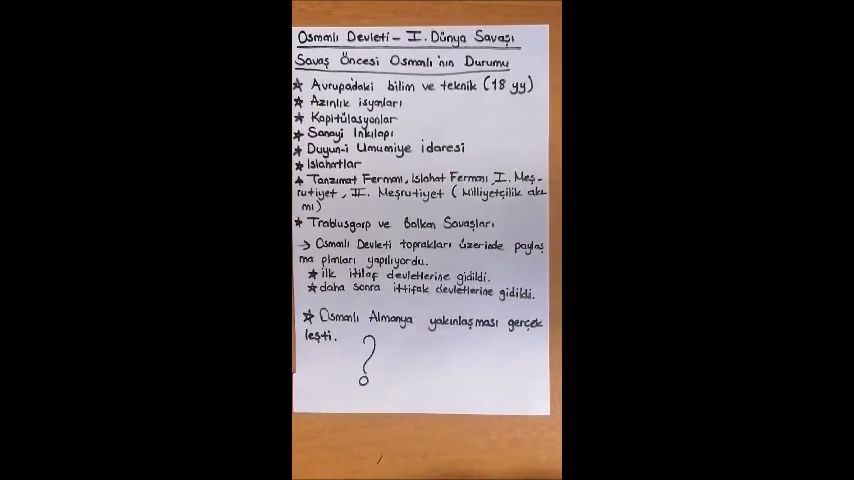 Osmanlı Devleti – I. Dünya Savaşı
Savaş Öncesi Osmanlı'nın Durumu
★ Avrupa'daki bilim ve teknik (18 yy)
★ Azınlık isyanları
★ Kapitülasyonlar
★ Sanayi İnkılapı
★ Duyun-i Umumiye idaresi
★ Islahatlar
★ Tanzimat Fermanı, Islahat Fermanı, I. Meş-
rutiyet, II. Meşrutiyet (Milliyetçilik akı
mı)
★ Trablusgarp ve Balkan Savaşları
→ Osmanlı Devleti toprakları üzerinde paylaş
ma planları yapılıyordu.
★ ilk itilaf devletlerine gidildi.
★ daha sonra ittifak devletlerine gidildi.
★ Osmanlı Almanya yakınlaşması gerçek
leşti.
?